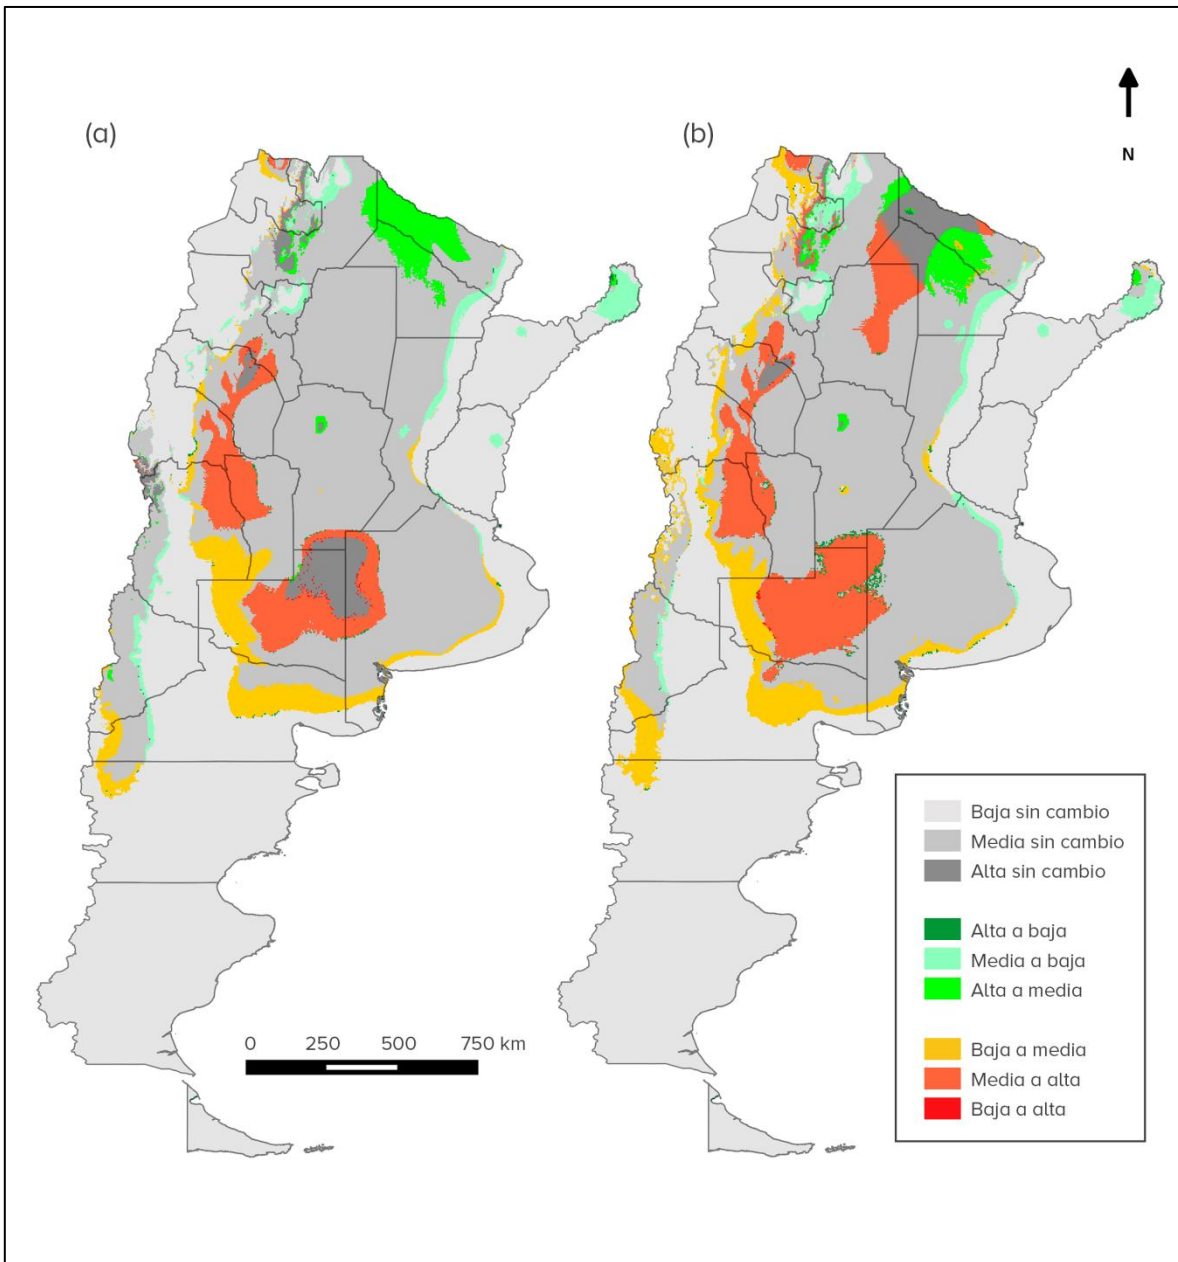 (a)
(b)
N
Baja sin cambio
Media sin cambio
Alta sin cambio
Alta a baja
Media a baja
Alta a media
0 250 500 750 km
Baja a media
Media a alta
Baja a alta